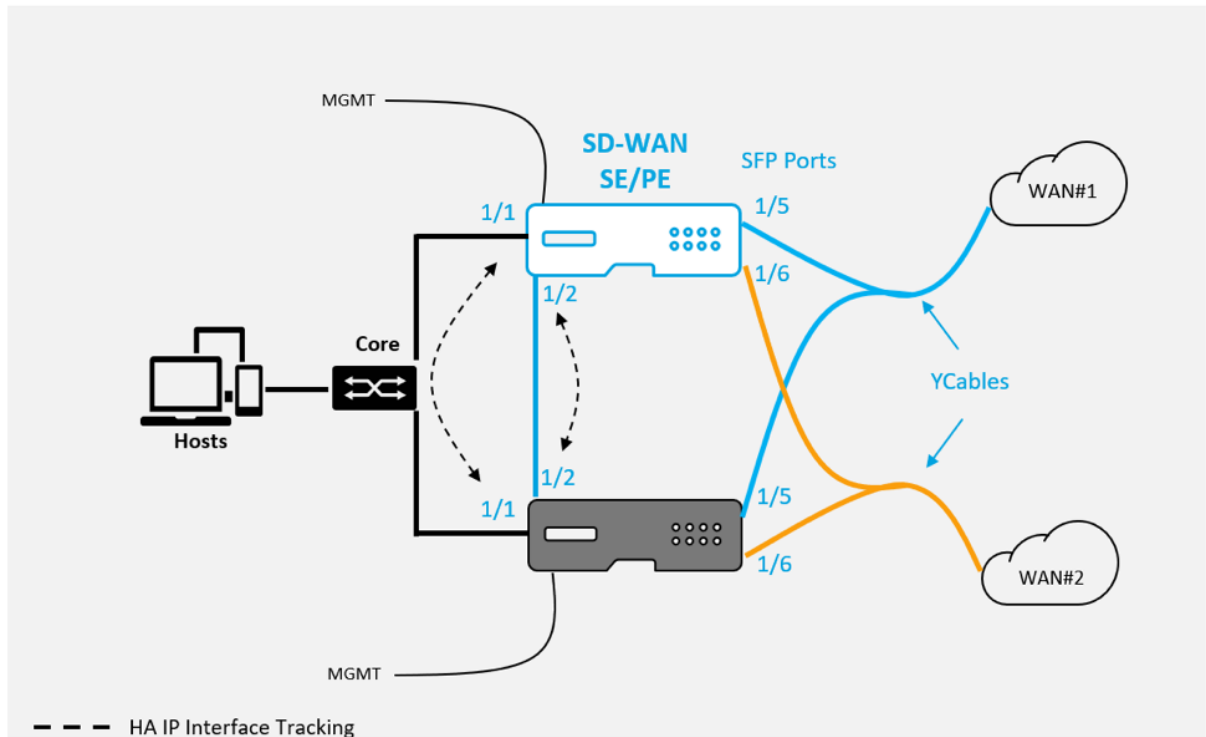 MGMT
SD-WAN
SE/PE
SFP Ports
WAN#1
1/1
1/5
1/6
1/2
Core
YCables
Hosts
1/2
1/1
1/5
1/6
WAN#2
MGMT
HA IP Interface Tracking